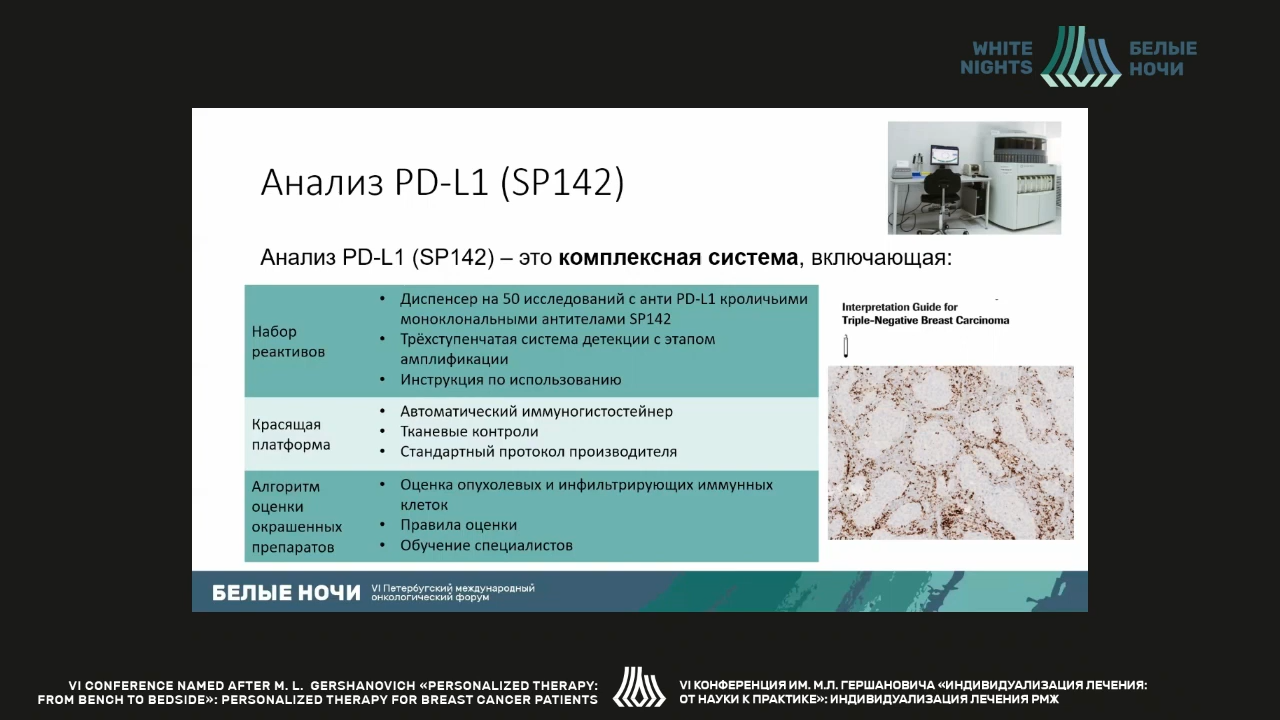 WHITE
NIGHTS
БЕЛЫЕ
НОЧИ
Анализ PD-L1 (SP142)
Анализ PD-L1 (SP142) – это комплексная система, включающая:
Набор
реактивов
• Диспенсер на 50 исследований с анти PD-L1 кроличьими
моноклональными антителами SP142
• Трёхступенчатая система детекции с этапом
амплификации
• Инструкция по использованию
Красящая
платформа
• Автоматический иммуногистостейнер
• Тканевые контроли
• Стандартный протокол производителя
Алгоритм
оценки
окрашенных
препаратов
• Оценка опухолевых и инфильтрирующих иммунных
клеток
• Правила оценки
• Обучение специалистов
Interpretation Guide for
Triple-Negative Breast Carcinoma
БЕЛЫЕ НОЧИ
VI Петербугский международный
онкологический форум
VI CONFERENCE NAMED AFTER M. L. GERSHANOVICH «PERSONALIZED THERAPY:
FROM BENCH TO BEDSIDE»: PERSONALIZED THERAPY FOR BREAST CANCER PATIENTS
VI КОНФЕРЕНЦИЯ ИМ. М.Л. ГЕРШАНОВИЧА «ИНДИВИДУАЛИЗАЦИЯ ЛЕЧЕНИЯ:
ОТ НАУКИ К ПРАКТИКЕ»: ИНДИВИДУАЛИЗАЦИЯ ЛЕЧЕНИЯ РМЖ